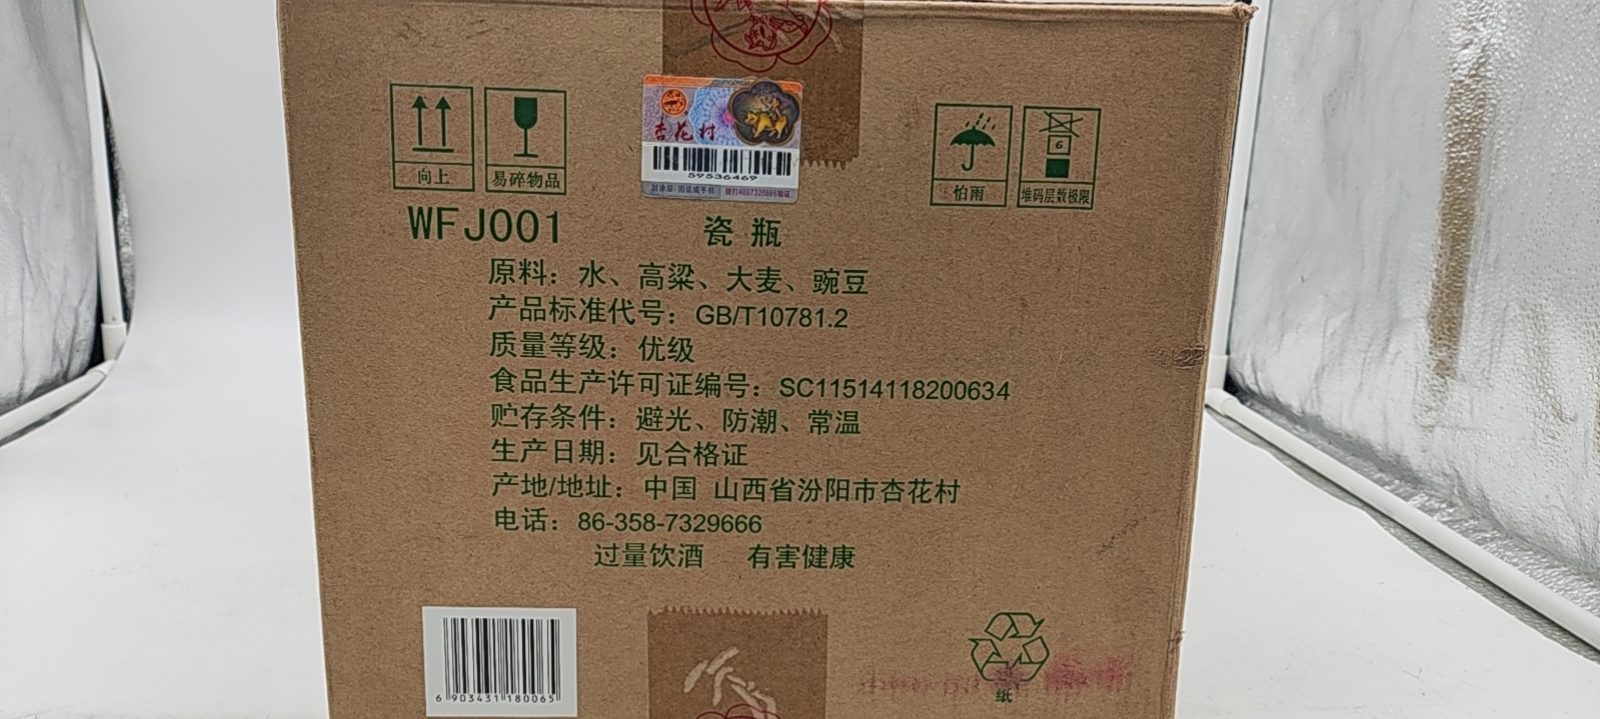 向上
易碎物品
杏花村
59536469
6
怕雨
堆码层数极限
WFJ001
瓷瓶
原料：水、高粱、大麦、豌豆
产品标准代号：GB/T10781.2
质量等级：优级
食品生产许可证编号：SC11514118200634
贮存条件：避光、防潮、常温
生产日期：见合格证
产地/地址：中国 山西省汾阳市杏花村
电话：86-358-7329666
过量饮酒 有害健康
6 903431 180065
纸